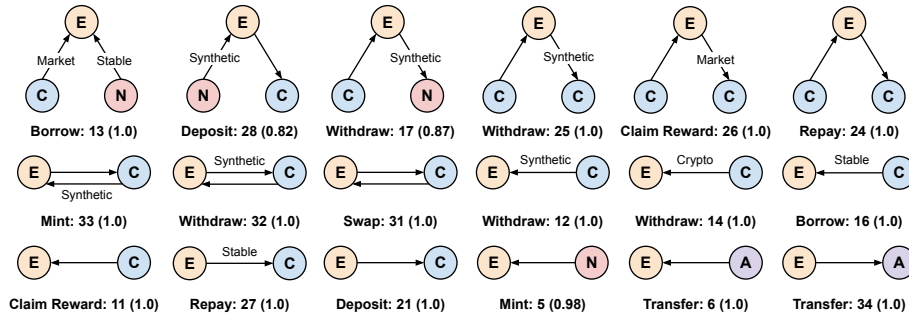 E E E E E E
Market Stable Synthetic Synthetic Synthetic Market
C N N C C N C C C C C C
Borrow: 13 (1.0) Deposit: 28 (0.82) Withdraw: 17 (0.87) Withdraw: 25 (1.0) Claim Reward: 26 (1.0) Repay: 24 (1.0)
E C E Synthetic C E C E Synthetic C E Crypto C E Stable C
Synthetic
Mint: 33 (1.0) Withdraw: 32 (1.0) Swap: 31 (1.0) Withdraw: 12 (1.0) Withdraw: 14 (1.0) Borrow: 16 (1.0)
E C E Stable C E C E N E A E A
Claim Reward: 11 (1.0) Repay: 27 (1.0) Deposit: 21 (1.0) Mint: 5 (0.98) Transfer: 6 (1.0) Transfer: 34 (1.0)